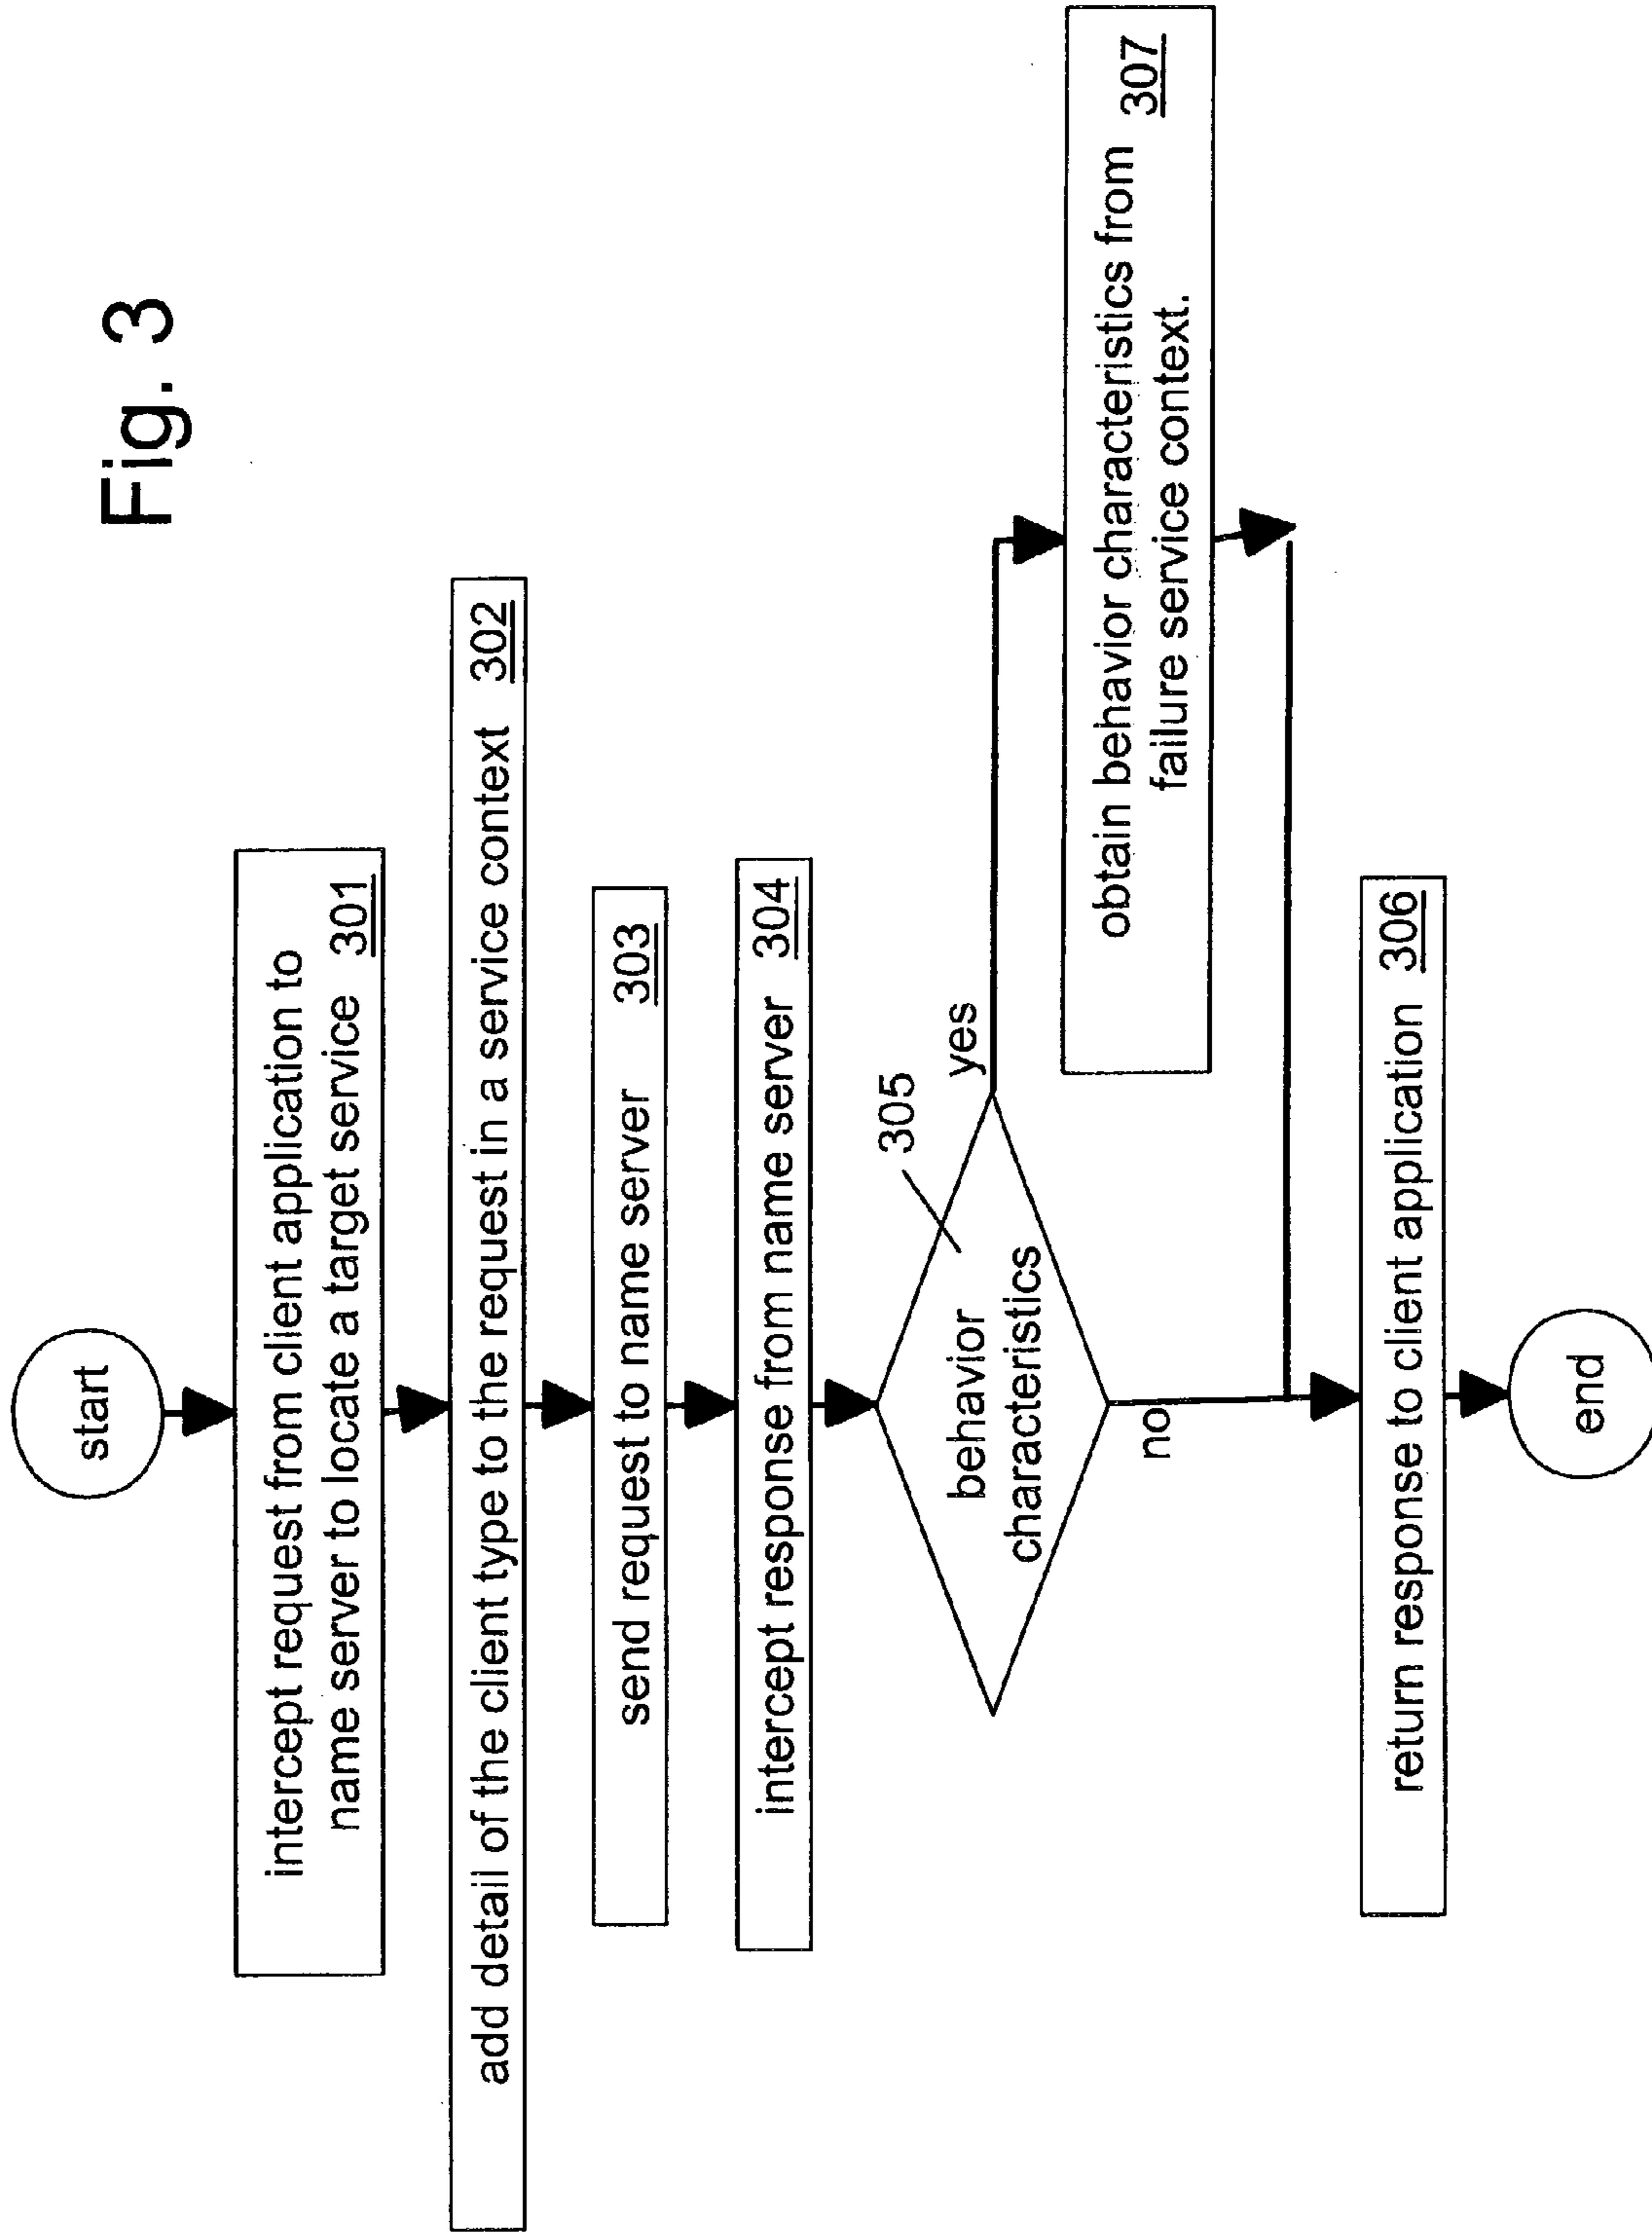 Fig. 3
start
intercept request from client application to
name server to locate a target service 301
add detail of the client type to the request in a service context 302
send request to name server 303
intercept response from name server 304
305
behavior
characteristics
yes
no
obtain behavior characteristics from 307
failure service context.
return response to client application 306
end